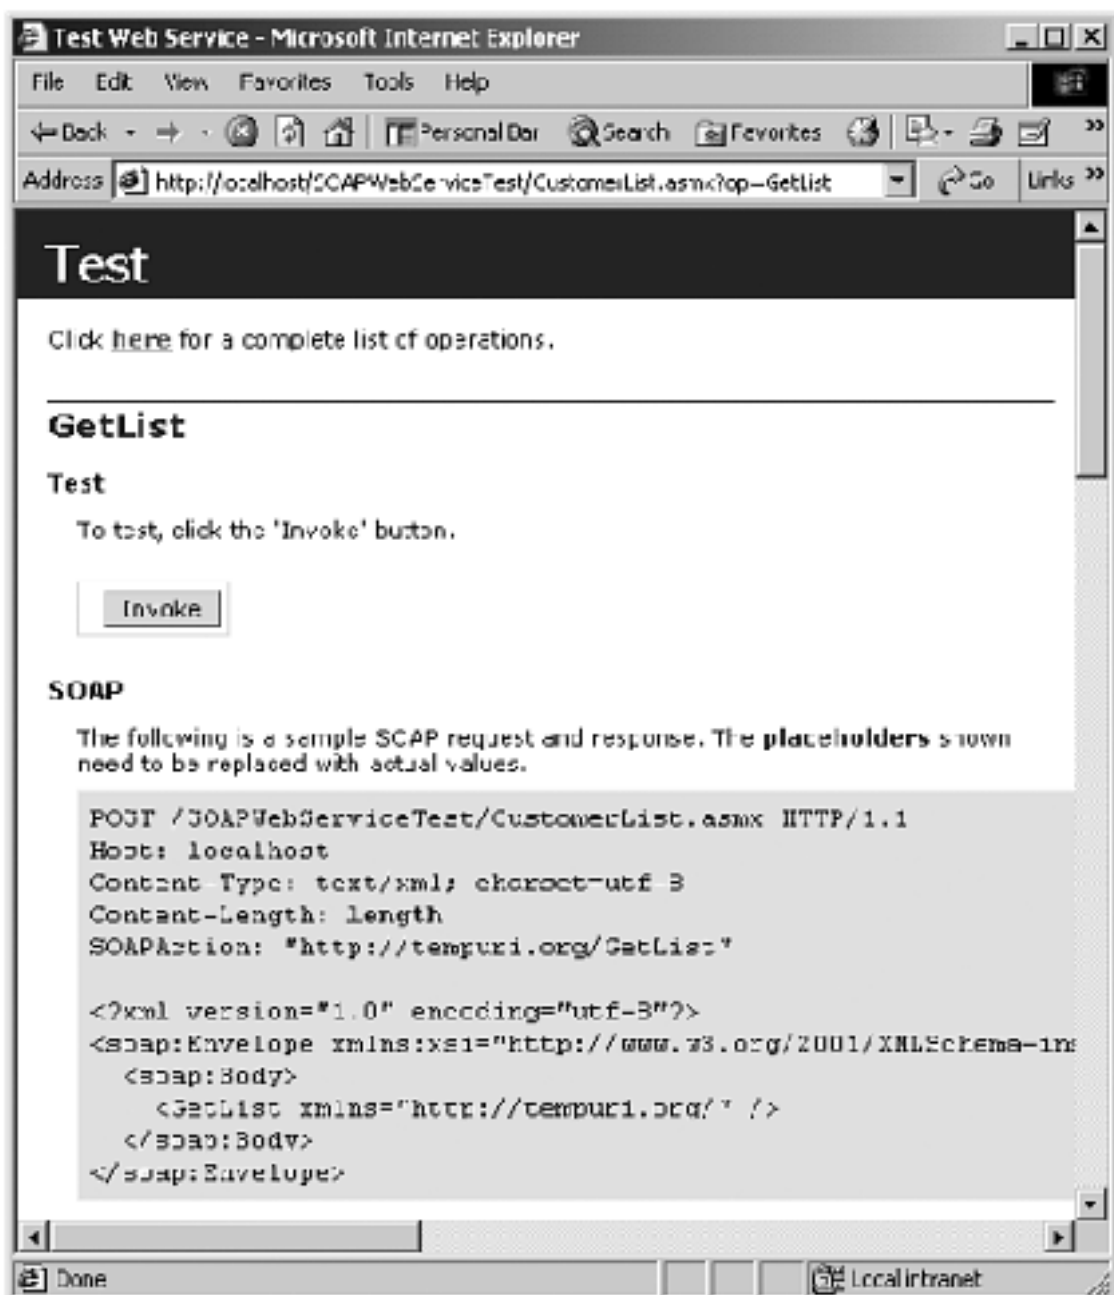 Test Web Service - Microsoft Internet Explorer
File Edit View Favorites Tools Help
Back Personal Bar Search Favorites »
Address http://localhost/SOAPWebServiceTest/CustomerList.asmx?op=GetList Go Links »
Test
Click here for a complete list of operations.
GetList
Test
To test, click the 'Invoke' button.
Invoke
SOAP
The following is a sample SOAP request and response. The placeholders shown
need to be replaced with actual values.
POST /SOAPWebServiceTest/CustomerList.asmx HTTP/1.1
Host: localhost
Content-Type: text/xml; charset=utf-8
Content-Length: length
SOAPAction: "http://tempuri.org/GetList"
<?xml version="1.0" encoding="utf-8"?>
<soap:Envelope xmlns:xsi="http://www.w3.org/2001/XMLSchema-ins
<soap:Body>
<GetList xmlns="http://tempuri.org/" />
</soap:Body>
</soap:Envelope>
Done Local intranet